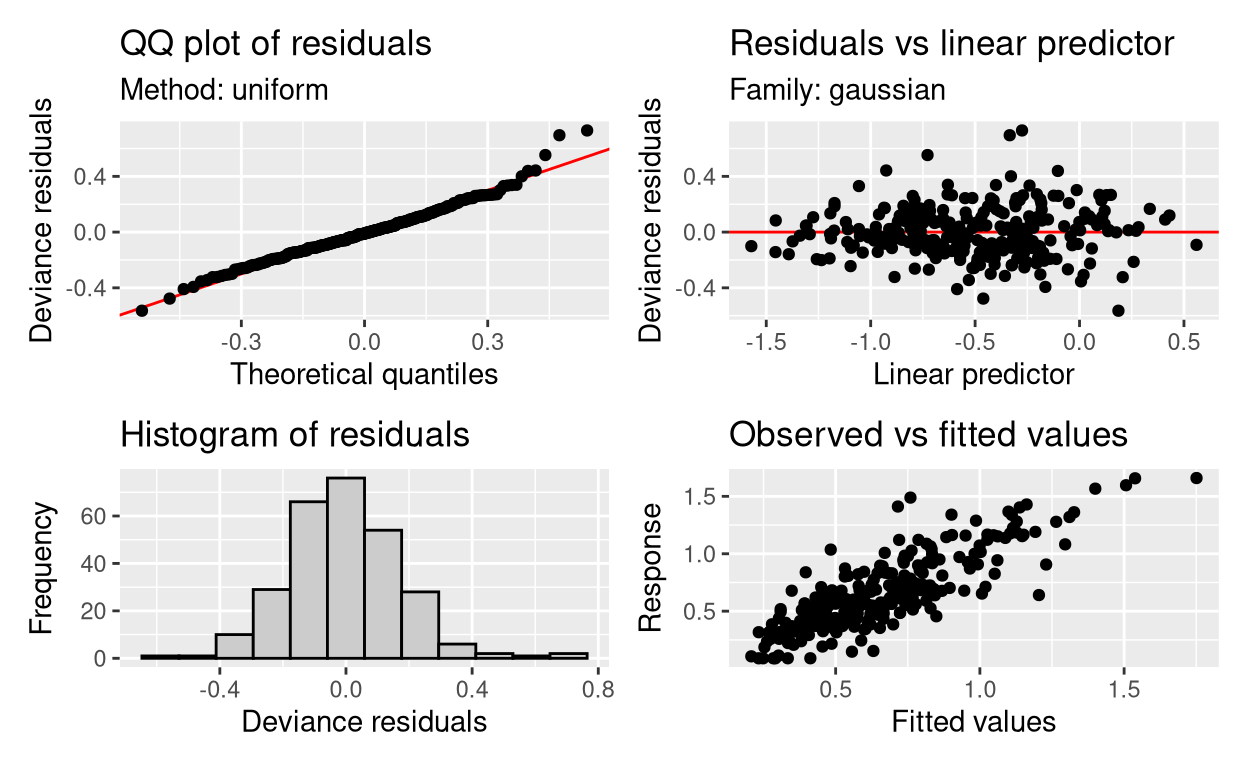 QQ plot of residuals
Method: uniform
Deviance residuals
0.4
0.0
-0.4
-0.3
0.0
0.3
Theoretical quantiles
Residuals vs linear predictor
Family: gaussian
Deviance residuals
0.4
0.0
-0.4
-1.5
-1.0
-0.5
0.0
0.5
Linear predictor
Histogram of residuals
Frequency
60
40
20
0
-0.4
0.0
0.4
0.8
Deviance residuals
Observed vs fitted values
Response
1.5
1.0
0.5
0.5
1.0
1.5
Fitted values